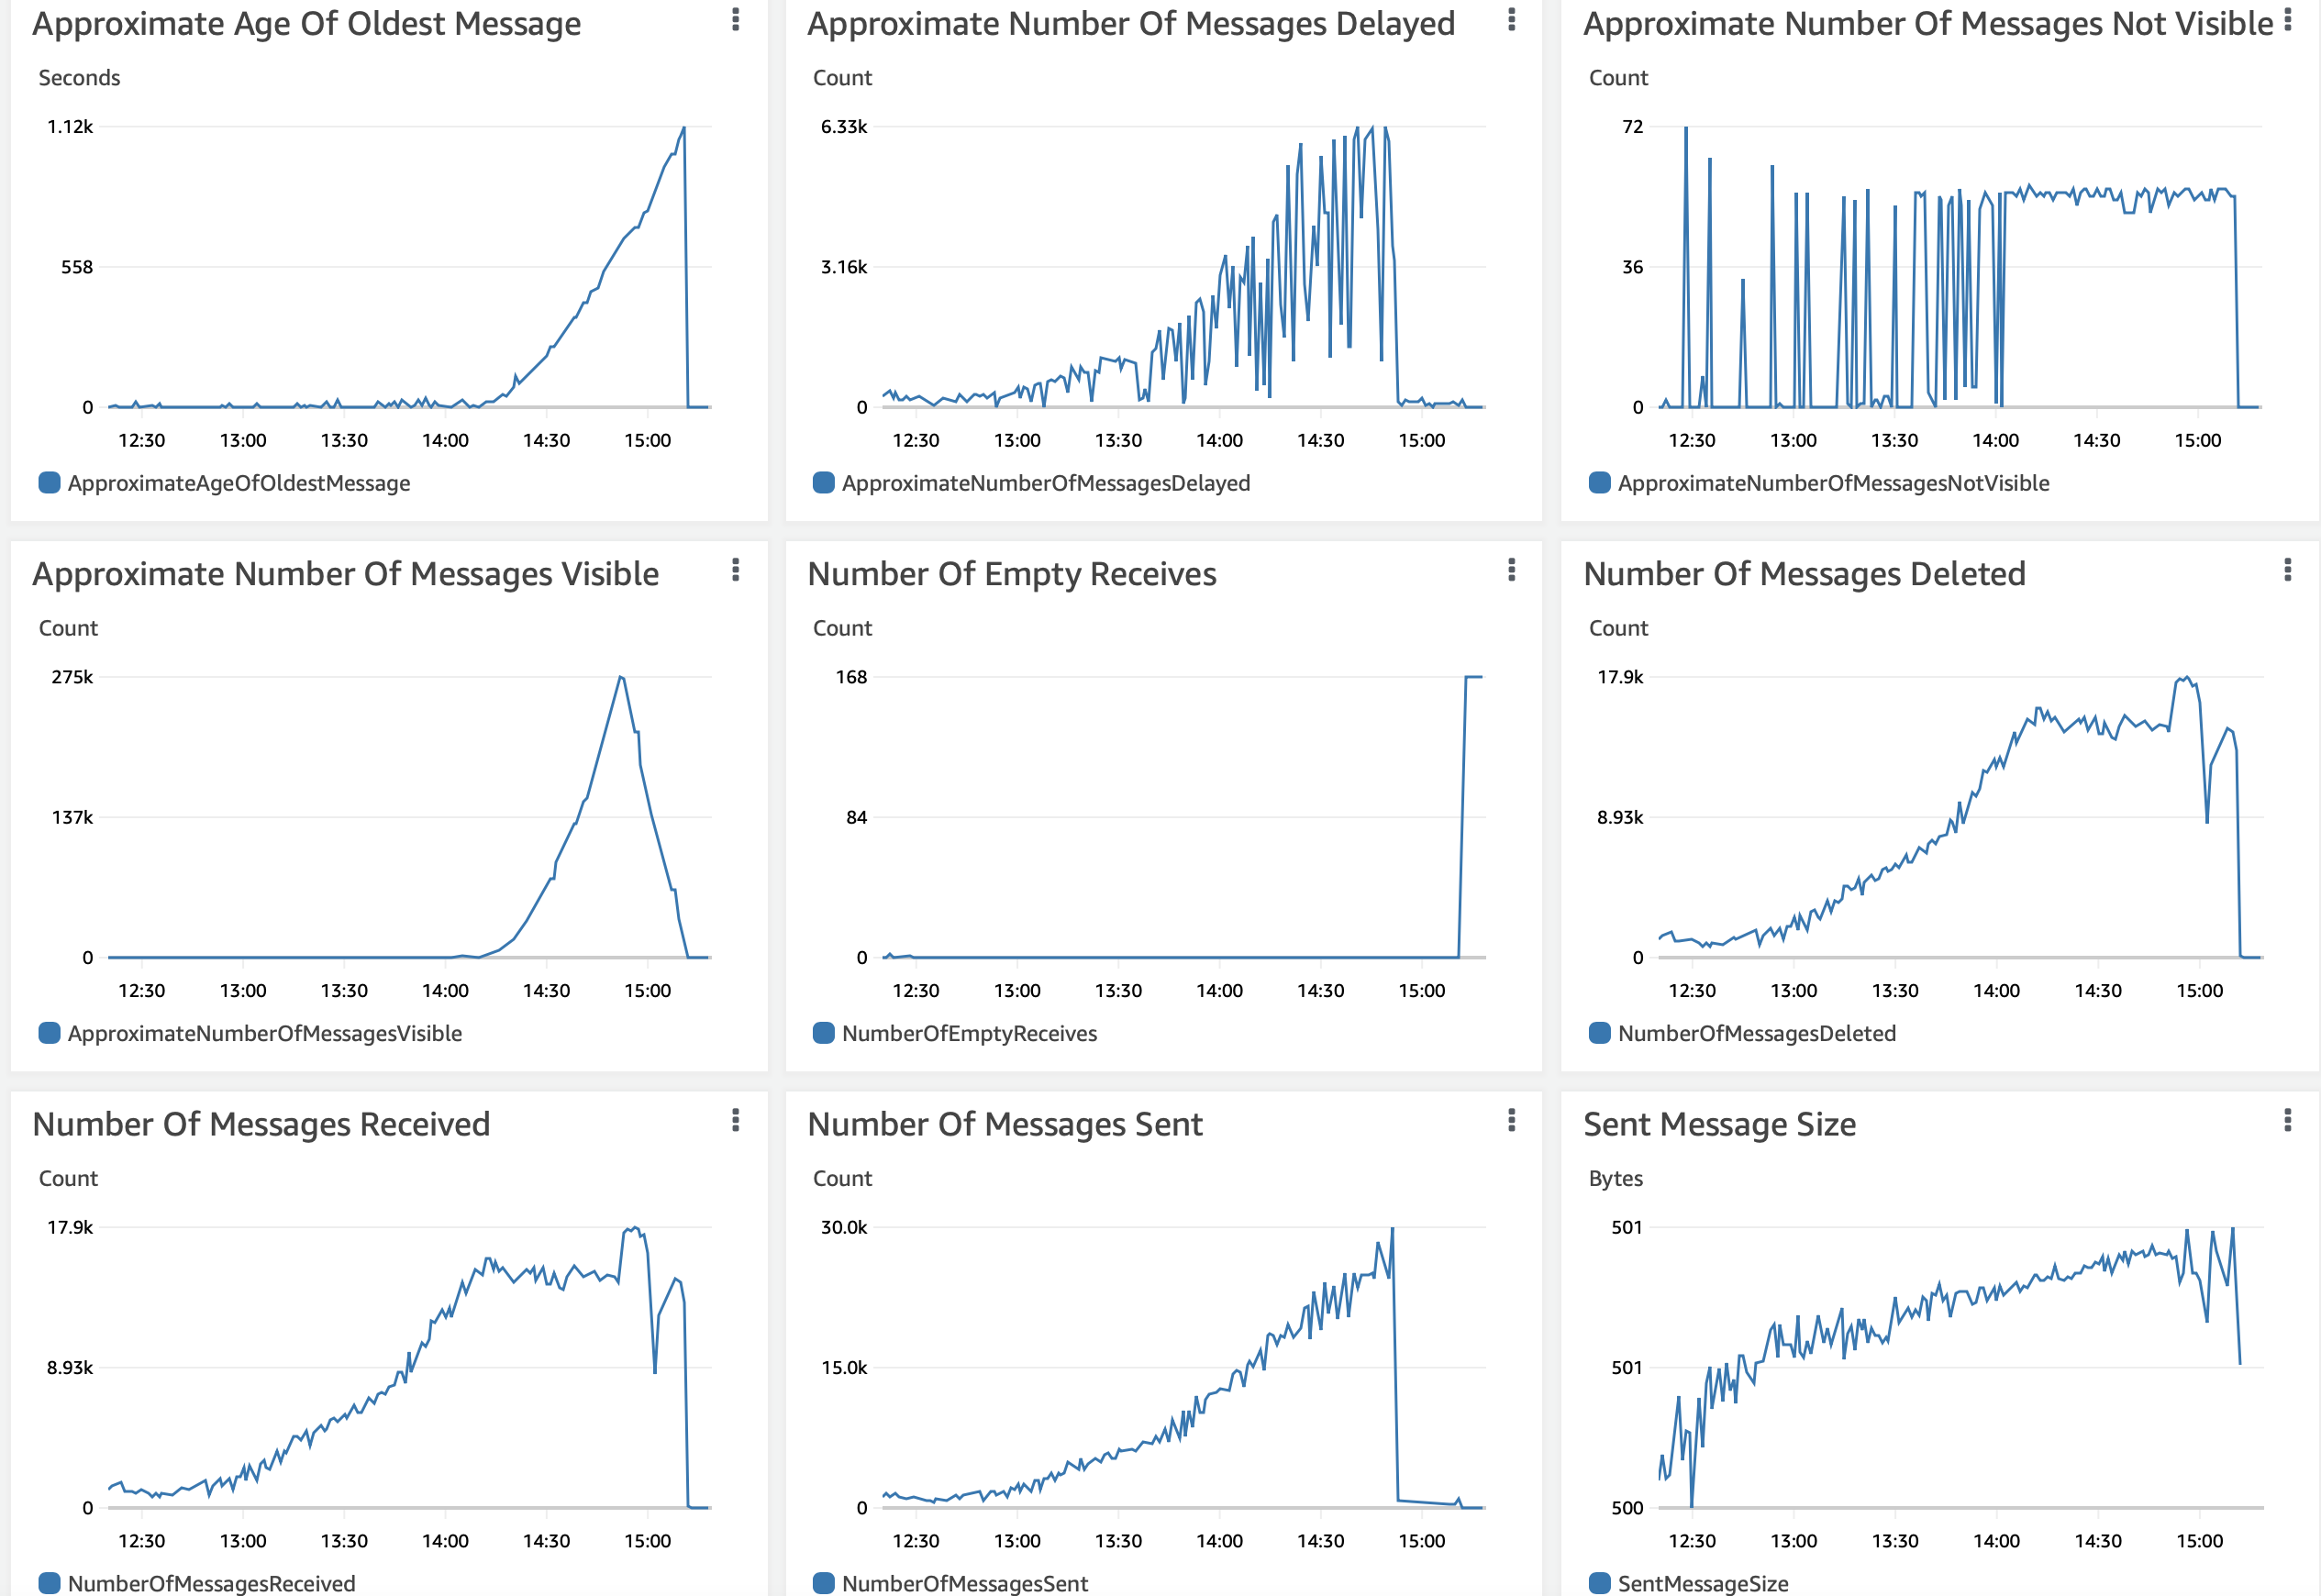 Approximate Age Of Oldest Message
Seconds
1.12k
558
0
12:30 13:00 13:30 14:00 14:30 15:00
ApproximateAgeOfOldestMessage
Approximate Number Of Messages Delayed
Count
6.33k
3.16k
0
12:30 13:00 13:30 14:00 14:30 15:00
ApproximateNumberOfMessagesDelayed
Approximate Number Of Messages Not Visible
Count
72
36
0
12:30 13:00 13:30 14:00 14:30 15:00
ApproximateNumberOfMessagesNotVisible
Approximate Number Of Messages Visible
Count
275k
137k
0
12:30 13:00 13:30 14:00 14:30 15:00
ApproximateNumberOfMessagesVisible
Number Of Empty Receives
Count
168
84
0
12:30 13:00 13:30 14:00 14:30 15:00
NumberOfEmptyReceives
Number Of Messages Deleted
Count
17.9k
8.93k
0
12:30 13:00 13:30 14:00 14:30 15:00
NumberOfMessagesDeleted
Number Of Messages Received
Count
17.9k
8.93k
0
12:30 13:00 13:30 14:00 14:30 15:00
NumberOfMessagesReceived
Number Of Messages Sent
Count
30.0k
15.0k
0
12:30 13:00 13:30 14:00 14:30 15:00
NumberOfMessagesSent
Sent Message Size
Bytes
501
501
500
12:30 13:00 13:30 14:00 14:30 15:00
SentMessageSize